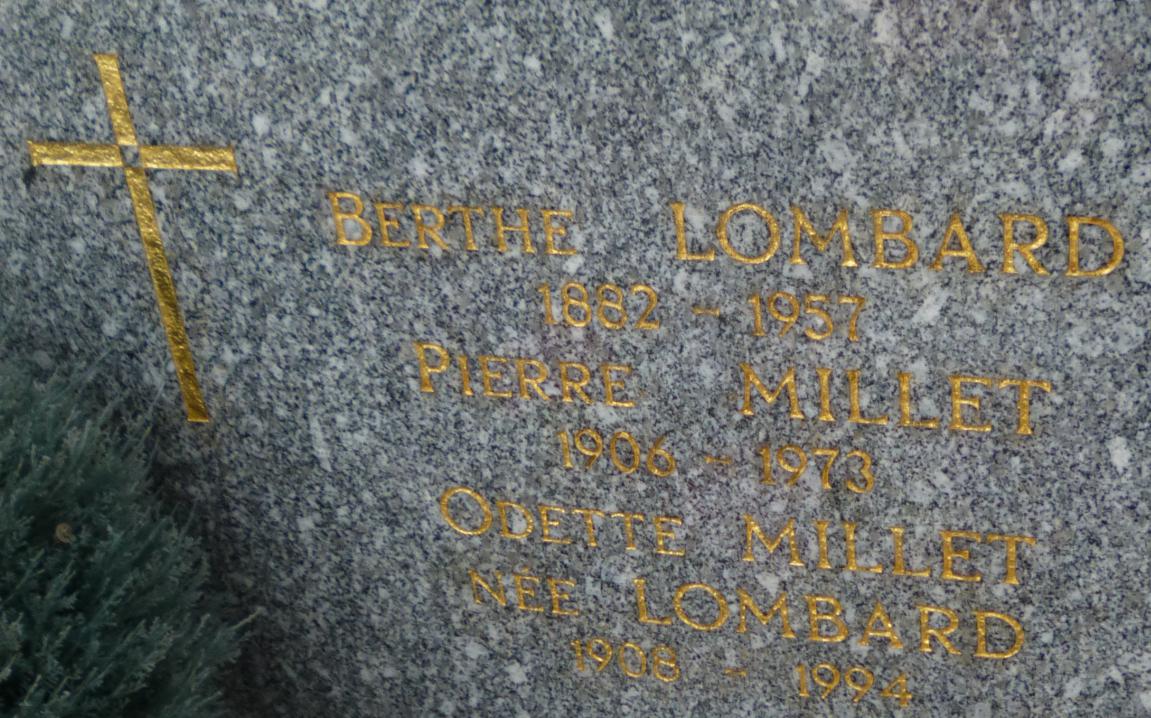 BERTHE LOMBARD
1882 - 1957
PIERRE MILLET
1906 - 1973
ODETTE MILLET
NÉE LOMBARD
1908 - 1994